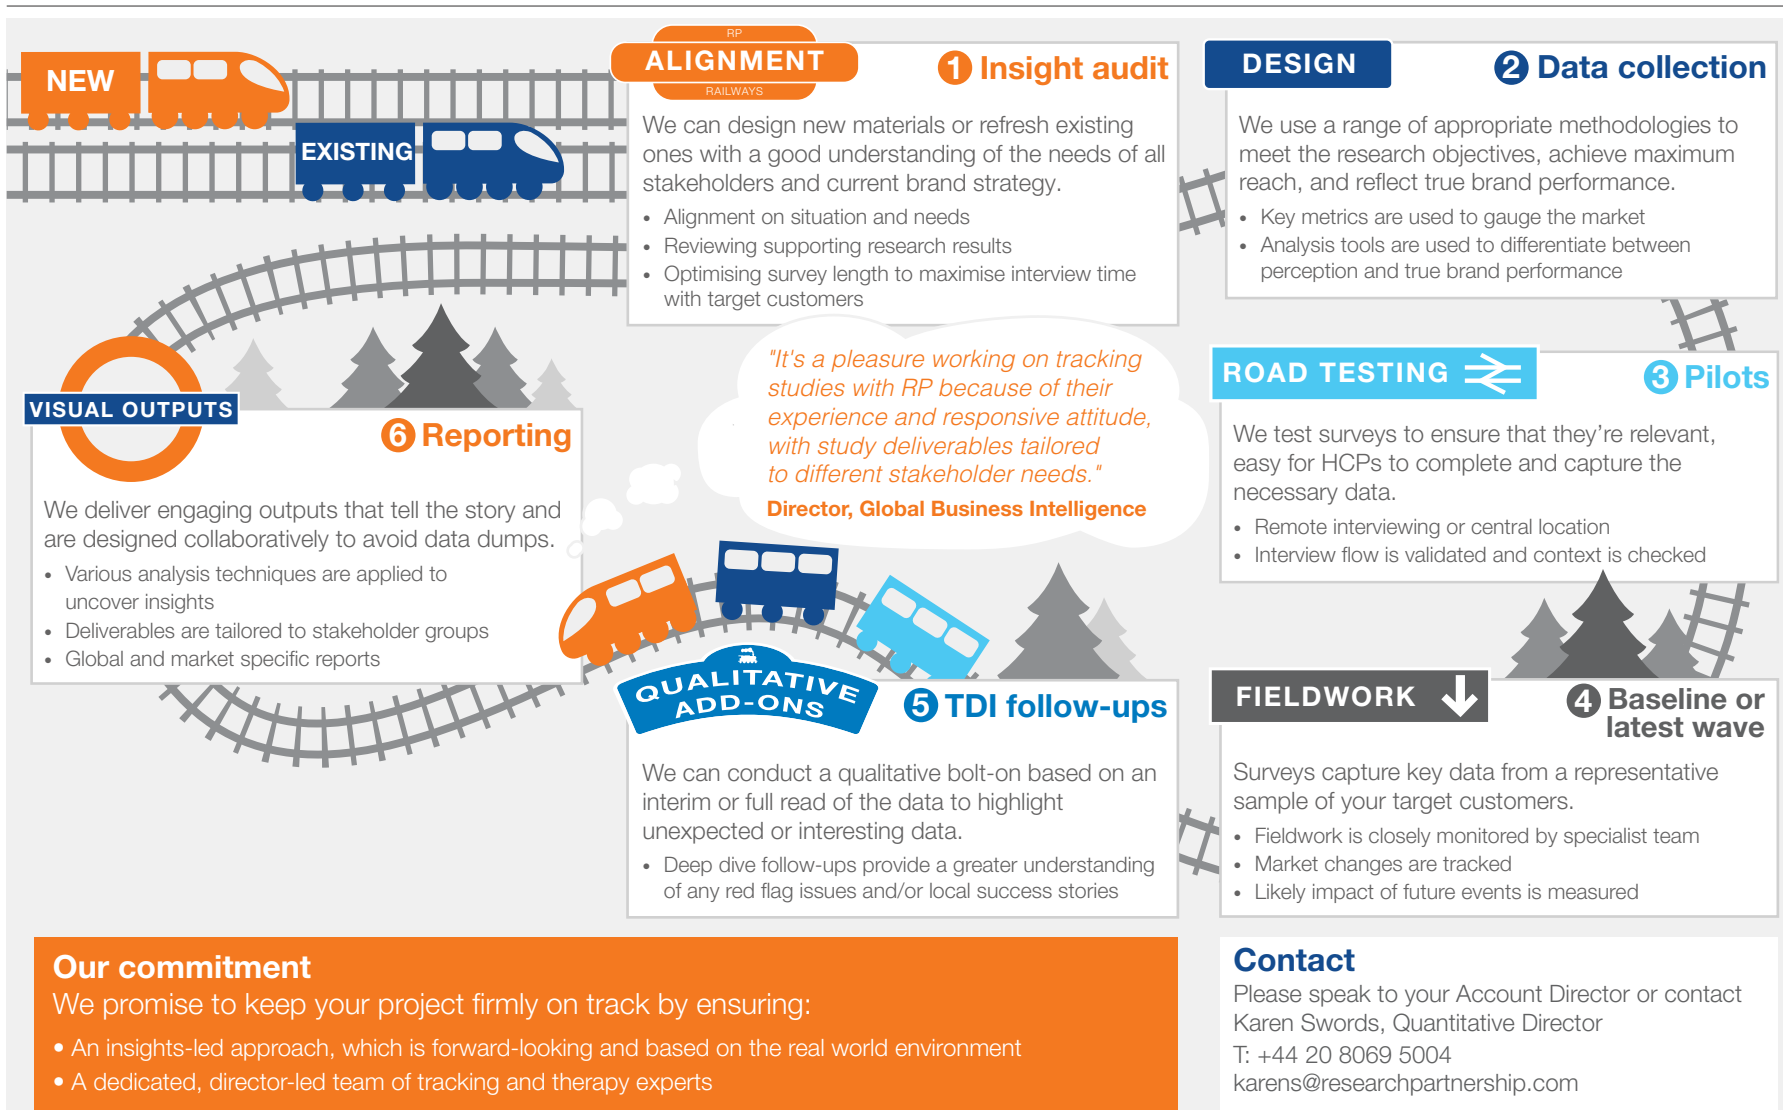 NEW
EXISTING
RP
ALIGNMENT
RAILWAYS
1 Insight audit
We can design new materials or refresh existing
ones with a good understanding of the needs of all
stakeholders and current brand strategy.
• Alignment on situation and needs
• Reviewing supporting research results
• Optimising survey length to maximise interview time
with target customers
DESIGN
2 Data collection
We use a range of appropriate methodologies to
meet the research objectives, achieve maximum
reach, and reflect true brand performance.
• Key metrics are used to gauge the market
• Analysis tools are used to differentiate between
perception and true brand performance
ROAD TESTING
3 Pilots
We test surveys to ensure that they're relevant,
easy for HCPs to complete and capture the
necessary data.
• Remote interviewing or central location
• Interview flow is validated and context is checked
FIELDWORK
4 Baseline or
latest wave
Surveys capture key data from a representative
sample of your target customers.
• Fieldwork is closely monitored by specialist team
• Market changes are tracked
• Likely impact of future events is measured
QUALITATIVE
ADD-ONS
5 TDI follow-ups
We can conduct a qualitative bolt-on based on an
interim or full read of the data to highlight
unexpected or interesting data.
• Deep dive follow-ups provide a greater understanding
of any red flag issues and/or local success stories
VISUAL OUTPUTS
6 Reporting
We deliver engaging outputs that tell the story and
are designed collaboratively to avoid data dumps.
• Various analysis techniques are applied to
uncover insights
• Deliverables are tailored to stakeholder groups
• Global and market specific reports
"It's a pleasure working on tracking
studies with RP because of their
experience and responsive attitude,
with study deliverables tailored
to different stakeholder needs."
Director, Global Business Intelligence
Our commitment
We promise to keep your project firmly on track by ensuring:
• An insights-led approach, which is forward-looking and based on the real world environment
• A dedicated, director-led team of tracking and therapy experts
Contact
Please speak to your Account Director or contact
Karen Swords, Quantitative Director
T: +44 20 8069 5004
karens@researchpartnership.com